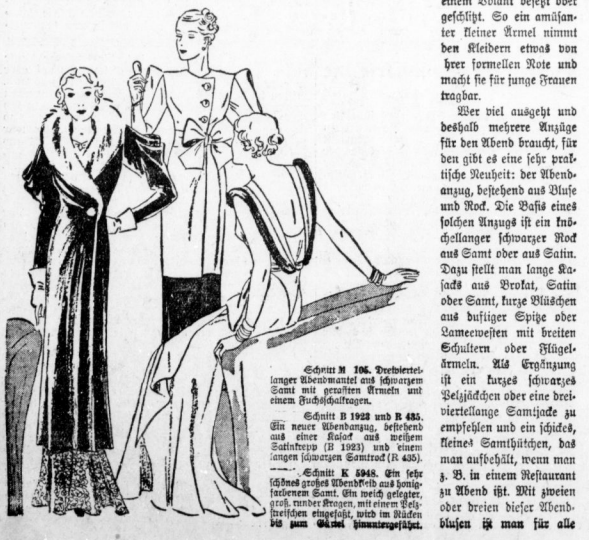 Schnitt M 106. Dreiviertel-
langer Abendmantel aus schwarzem
Samt mit gerafften Ärmeln und
einem Fuchsschalkragen.
Schnitt B 1923 und R 435.
Ein neuer Abendanzug, bestehend
aus einer Kasack aus weißem
Satinkrepp (B 1923) und einem
langen schwarzen Samtrock (R 435).
Schnitt K 5948. Ein sehr
schönes großes Abendkleid aus honig-
farbenem Samt. Ein weich gelegter,
groß. runder Kragen, mit einem Pelz-
streifchen eingefaßt, wird im Rücken
bis zum Gürtel hinuntergeführt.
einem Volant besetzt oder
geschlitzt. So ein amüsan-
ter kleiner Ärmel nimmt
den Kleidern etwas von
ihrer formellen Note und
macht sie für junge Frauen
tragbar.
Wer viel ausgeht und
deshalb mehrere Anzüge
für den Abend braucht, für
den gibt es eine sehr prak-
tische Neuheit: der Abend-
anzug, bestehend aus Bluse
und Rock. Die Basis eines
solchen Anzugs ist ein knö-
chellanger schwarzer Rock
aus Samt oder aus Satin.
Dazu stellt man lange Ka-
sacks aus Brokat, Satin
oder Samt, kurze Blüschen
aus duftiger Spitze oder
Lameewesten mit breiten
Schultern oder Flügel-
ärmeln. Als Ergänzung
ist ein kurzes schwarzes
Pelzjäckchen oder eine drei-
viertellange Samtjacke zu
empfehlen und ein schickes,
kleines Samthütchen, das
man aufbehält, wenn man
z. B. in einem Restaurant
zu Abend ißt. Mit zweien
oder dreien dieser Abend-
blusen ist man für alle